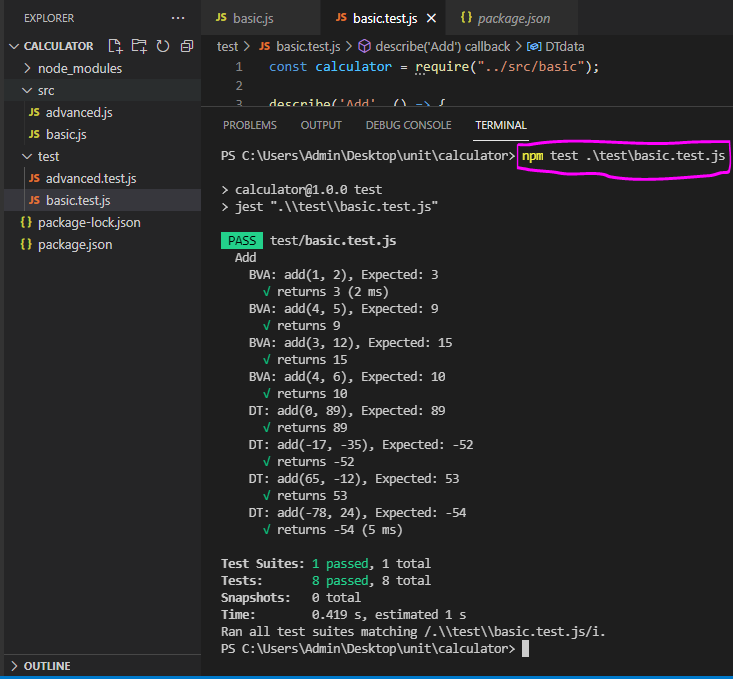 EXPLORER
CALCULATOR
node_modules
src
JS advanced.js
JS basic.js
test
JS advanced.test.js
JS basic.test.js
{} package-lock.json
{} package.json
OUTLINE
JS basic.js
JS basic.test.js
{} package.json
test > JS basic.test.js > describe('Add') callback > DTdata
1 const calculator = require("../src/basic");
2
3 describe('Add', () => {
PROBLEMS OUTPUT DEBUG CONSOLE TERMINAL
PS C:\Users\Admin\Desktop\unit\calculator> npm test .\test\basic.test.js
> calculator@1.0.0 test
> jest ".\\test\\basic.test.js"
PASS test/basic.test.js
Add
BVA: add(1, 2), Expected: 3
√ returns 3 (2 ms)
BVA: add(4, 5), Expected: 9
√ returns 9
BVA: add(3, 12), Expected: 15
√ returns 15
BVA: add(4, 6), Expected: 10
√ returns 10
DT: add(0, 89), Expected: 89
√ returns 89
DT: add(-17, -35), Expected: -52
√ returns -52
DT: add(65, -12), Expected: 53
√ returns 53
DT: add(-78, 24), Expected: -54
√ returns -54 (5 ms)
Test Suites: 1 passed, 1 total
Tests: 8 passed, 8 total
Snapshots: 0 total
Time: 0.419 s, estimated 1 s
Ran all test suites matching /.\\test\\basic.test.js/i.
PS C:\Users\Admin\Desktop\unit\calculator>